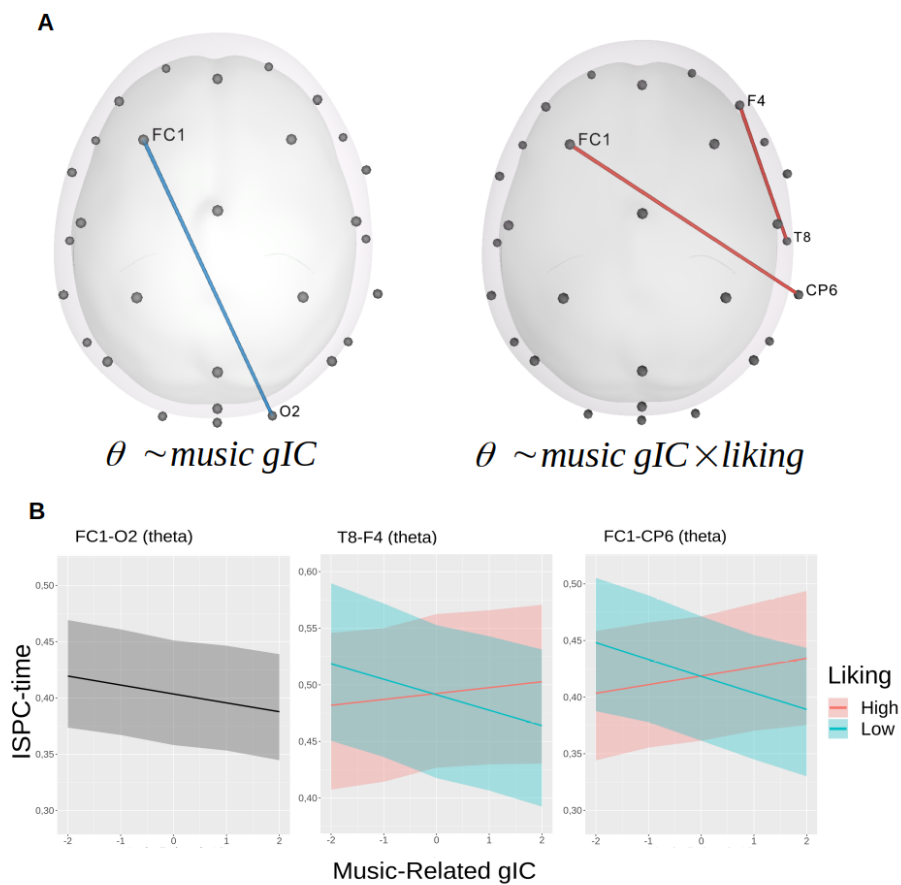 A
FC1
O2
θ ~music gIC
FC1
F4
T8
CP6
θ ~music gIC×liking
B
ISPC-time
FC1-O2 (theta)
0,50
0,45
0,40
0,35
0,30
-2 -1 0 1 2
T8-F4 (theta)
0,60
0,55
0,50
0,45
0,40
-2 -1 0 1 2
FC1-CP6 (theta)
0,50
0,45
0,40
0,35
0,30
-2 -1 0 1 2
Liking
High
Low
Music-Related gIC